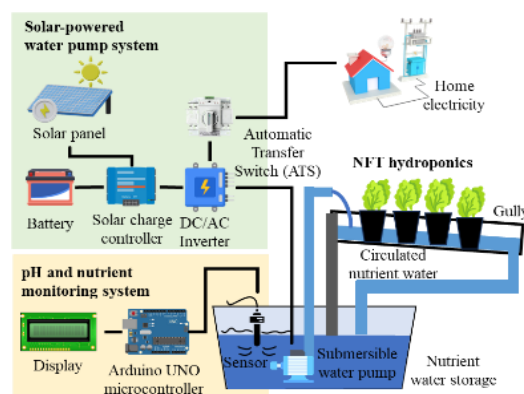 Solar-powered
water pump system
Solar panel
Battery
Solar charge
controller
DC/AC
Inverter
Automatic
Transfer
Switch (ATS)
Home
electricity
NFT hydroponics
Gully
Circulated
nutrient water
pH and nutrient
monitoring system
Display
Arduino UNO
microcontroller
Sensor
Submersible
water pump
Nutrient
water storage